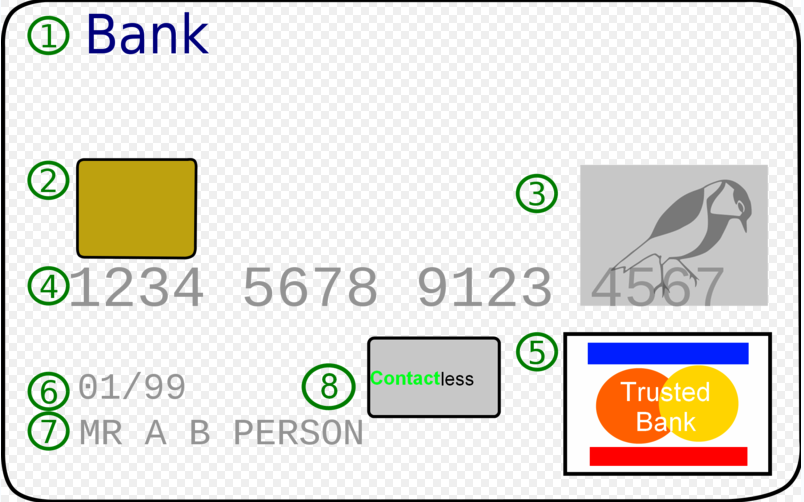 1 Bank
2
3
4 1234 5678 9123 4567
5
Trusted
Bank
6 01/99
8 Contactless
7 MR A B PERSON